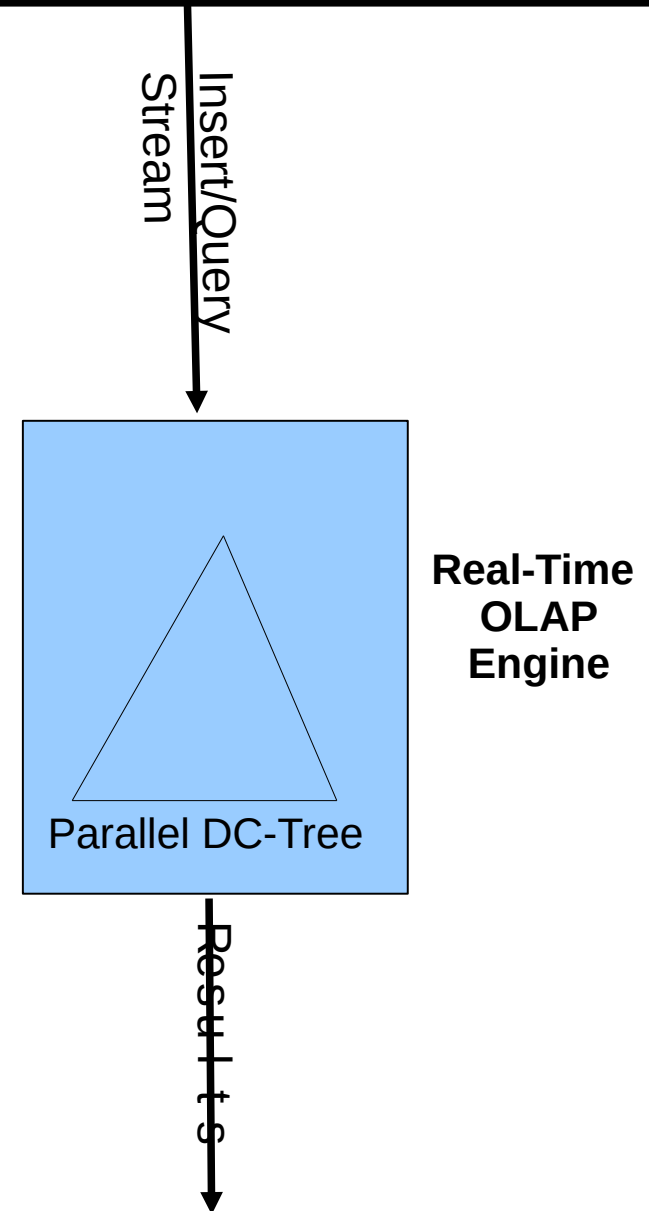 Insert/Query
Stream
Real-Time
OLAP
Engine
Parallel DC-Tree
Results